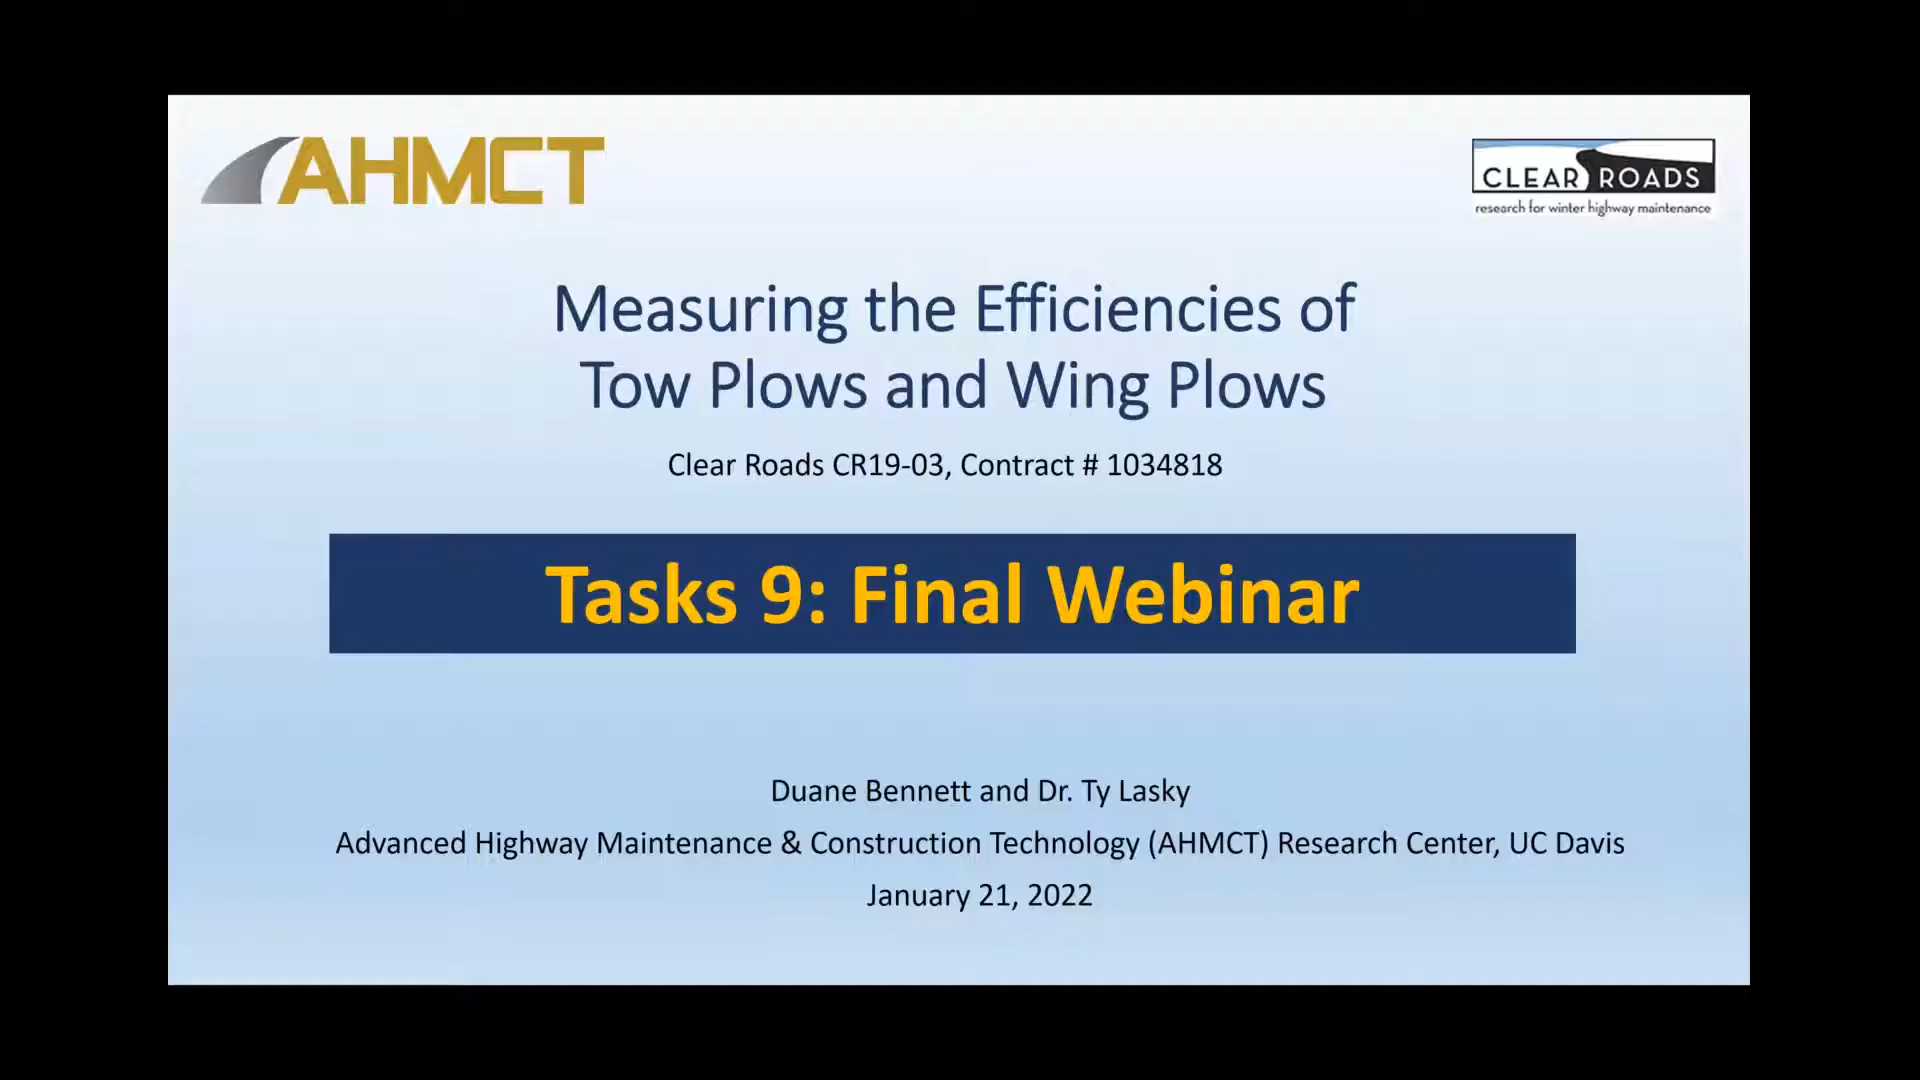 AHMCT
CLEAR ROADS
research for winter highway maintenance
Measuring the Efficiencies of
Tow Plows and Wing Plows
Clear Roads CR19-03, Contract # 1034818
Tasks 9: Final Webinar
Duane Bennett and Dr. Ty Lasky
Advanced Highway Maintenance & Construction Technology (AHMCT) Research Center, UC Davis
January 21, 2022